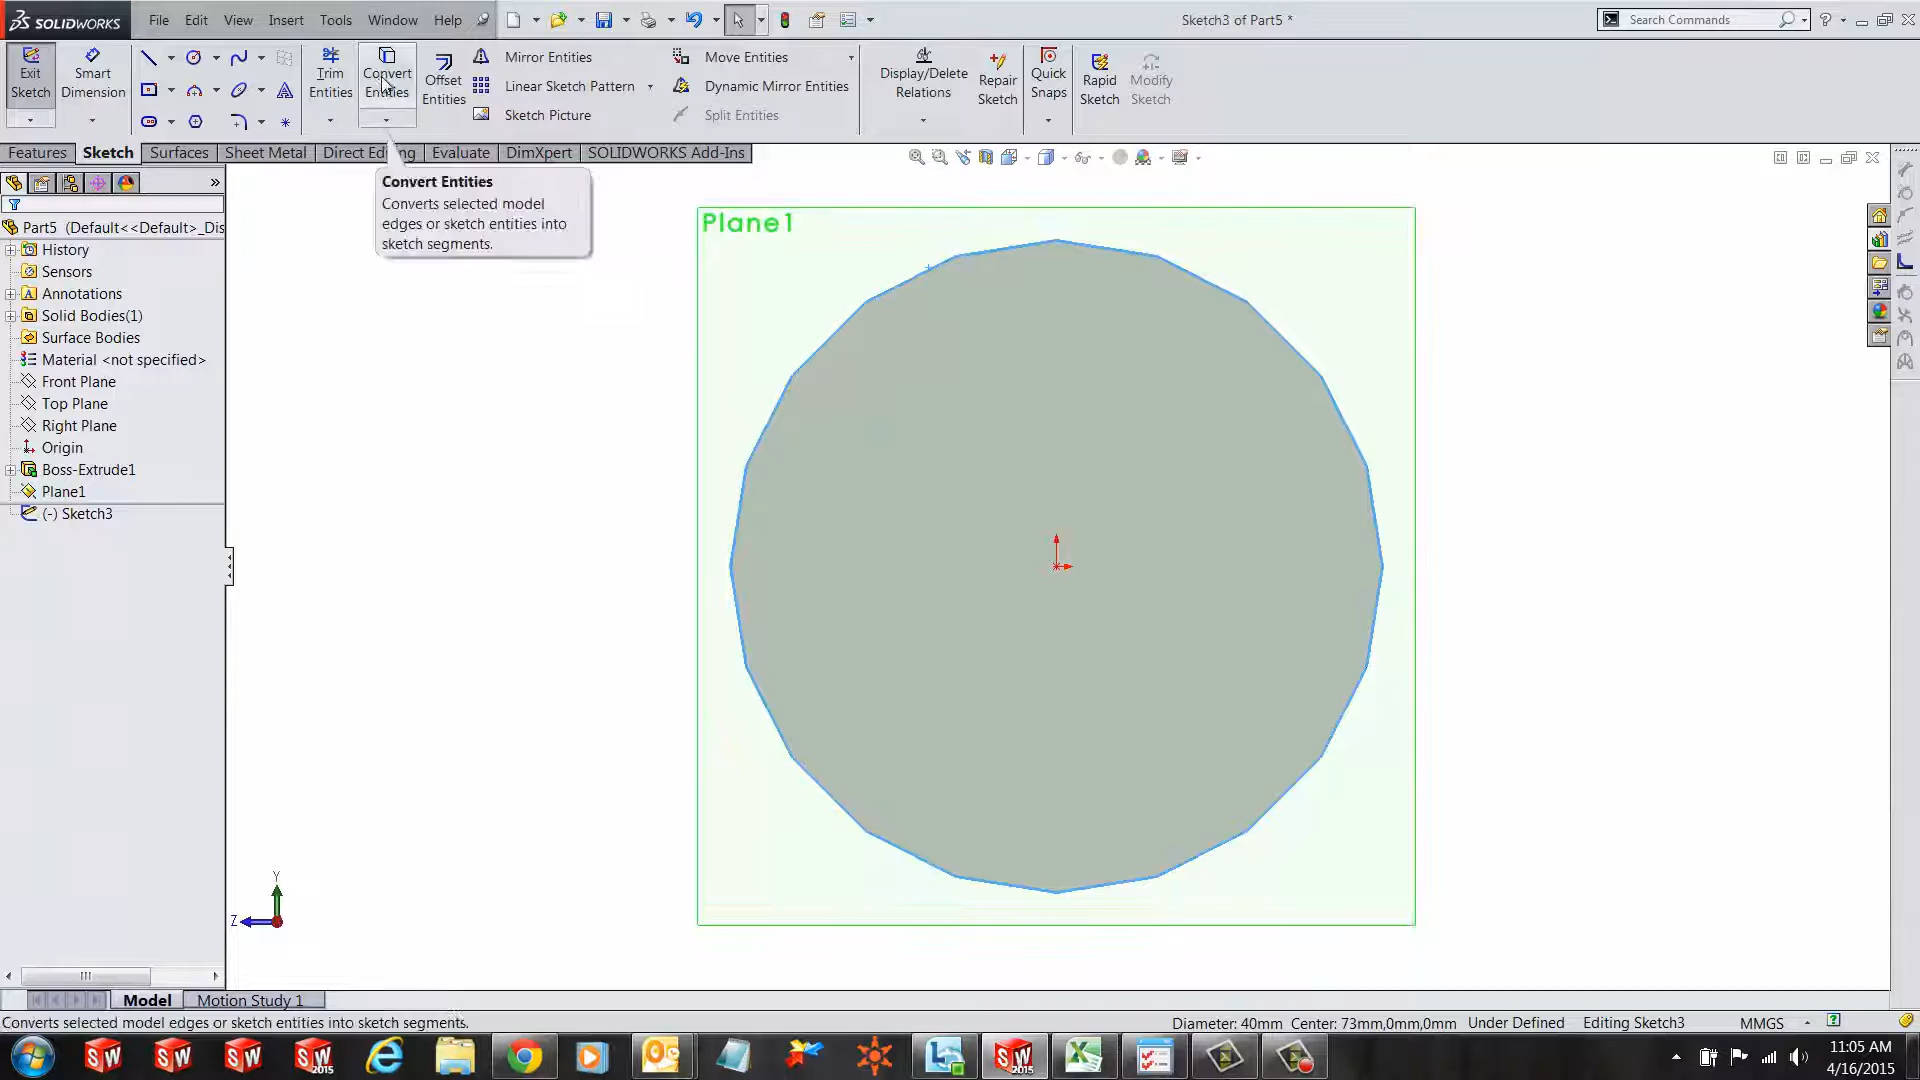 SOLIDWORKS
File Edit View Insert Tools Window Help
Sketch3 of Part5 *
Search Commands
Exit Sketch
Smart Dimension
Trim Entities
Convert Entities
Offset Entities
Mirror Entities
Linear Sketch Pattern
Sketch Picture
Move Entities
Dynamic Mirror Entities
Split Entities
Display/Delete Relations
Repair Sketch
Quick Snaps
Rapid Sketch
Modify Sketch
Features Sketch Surfaces Sheet Metal Direct Editing Evaluate DimXpert SOLIDWORKS Add-Ins
Convert Entities
Converts selected model
edges or sketch entities into
sketch segments.
Part5 (Default<<Default>_Dis
History
Sensors
Annotations
Solid Bodies(1)
Surface Bodies
Material <not specified>
Front Plane
Top Plane
Right Plane
Origin
Boss-Extrude1
Plane1
(-) Sketch3
Plane1
Y
Z
Model Motion Study 1
Converts selected model edges or sketch entities into sketch segments.
Diameter: 40mm Center: 73mm,0mm,0mm Under Defined Editing Sketch3 MMGS
11:05 AM
4/16/2015